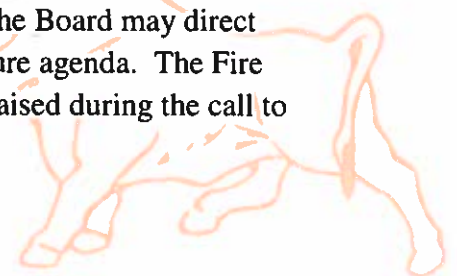 he Board may direct
are agenda. The Fire
aised during the call to